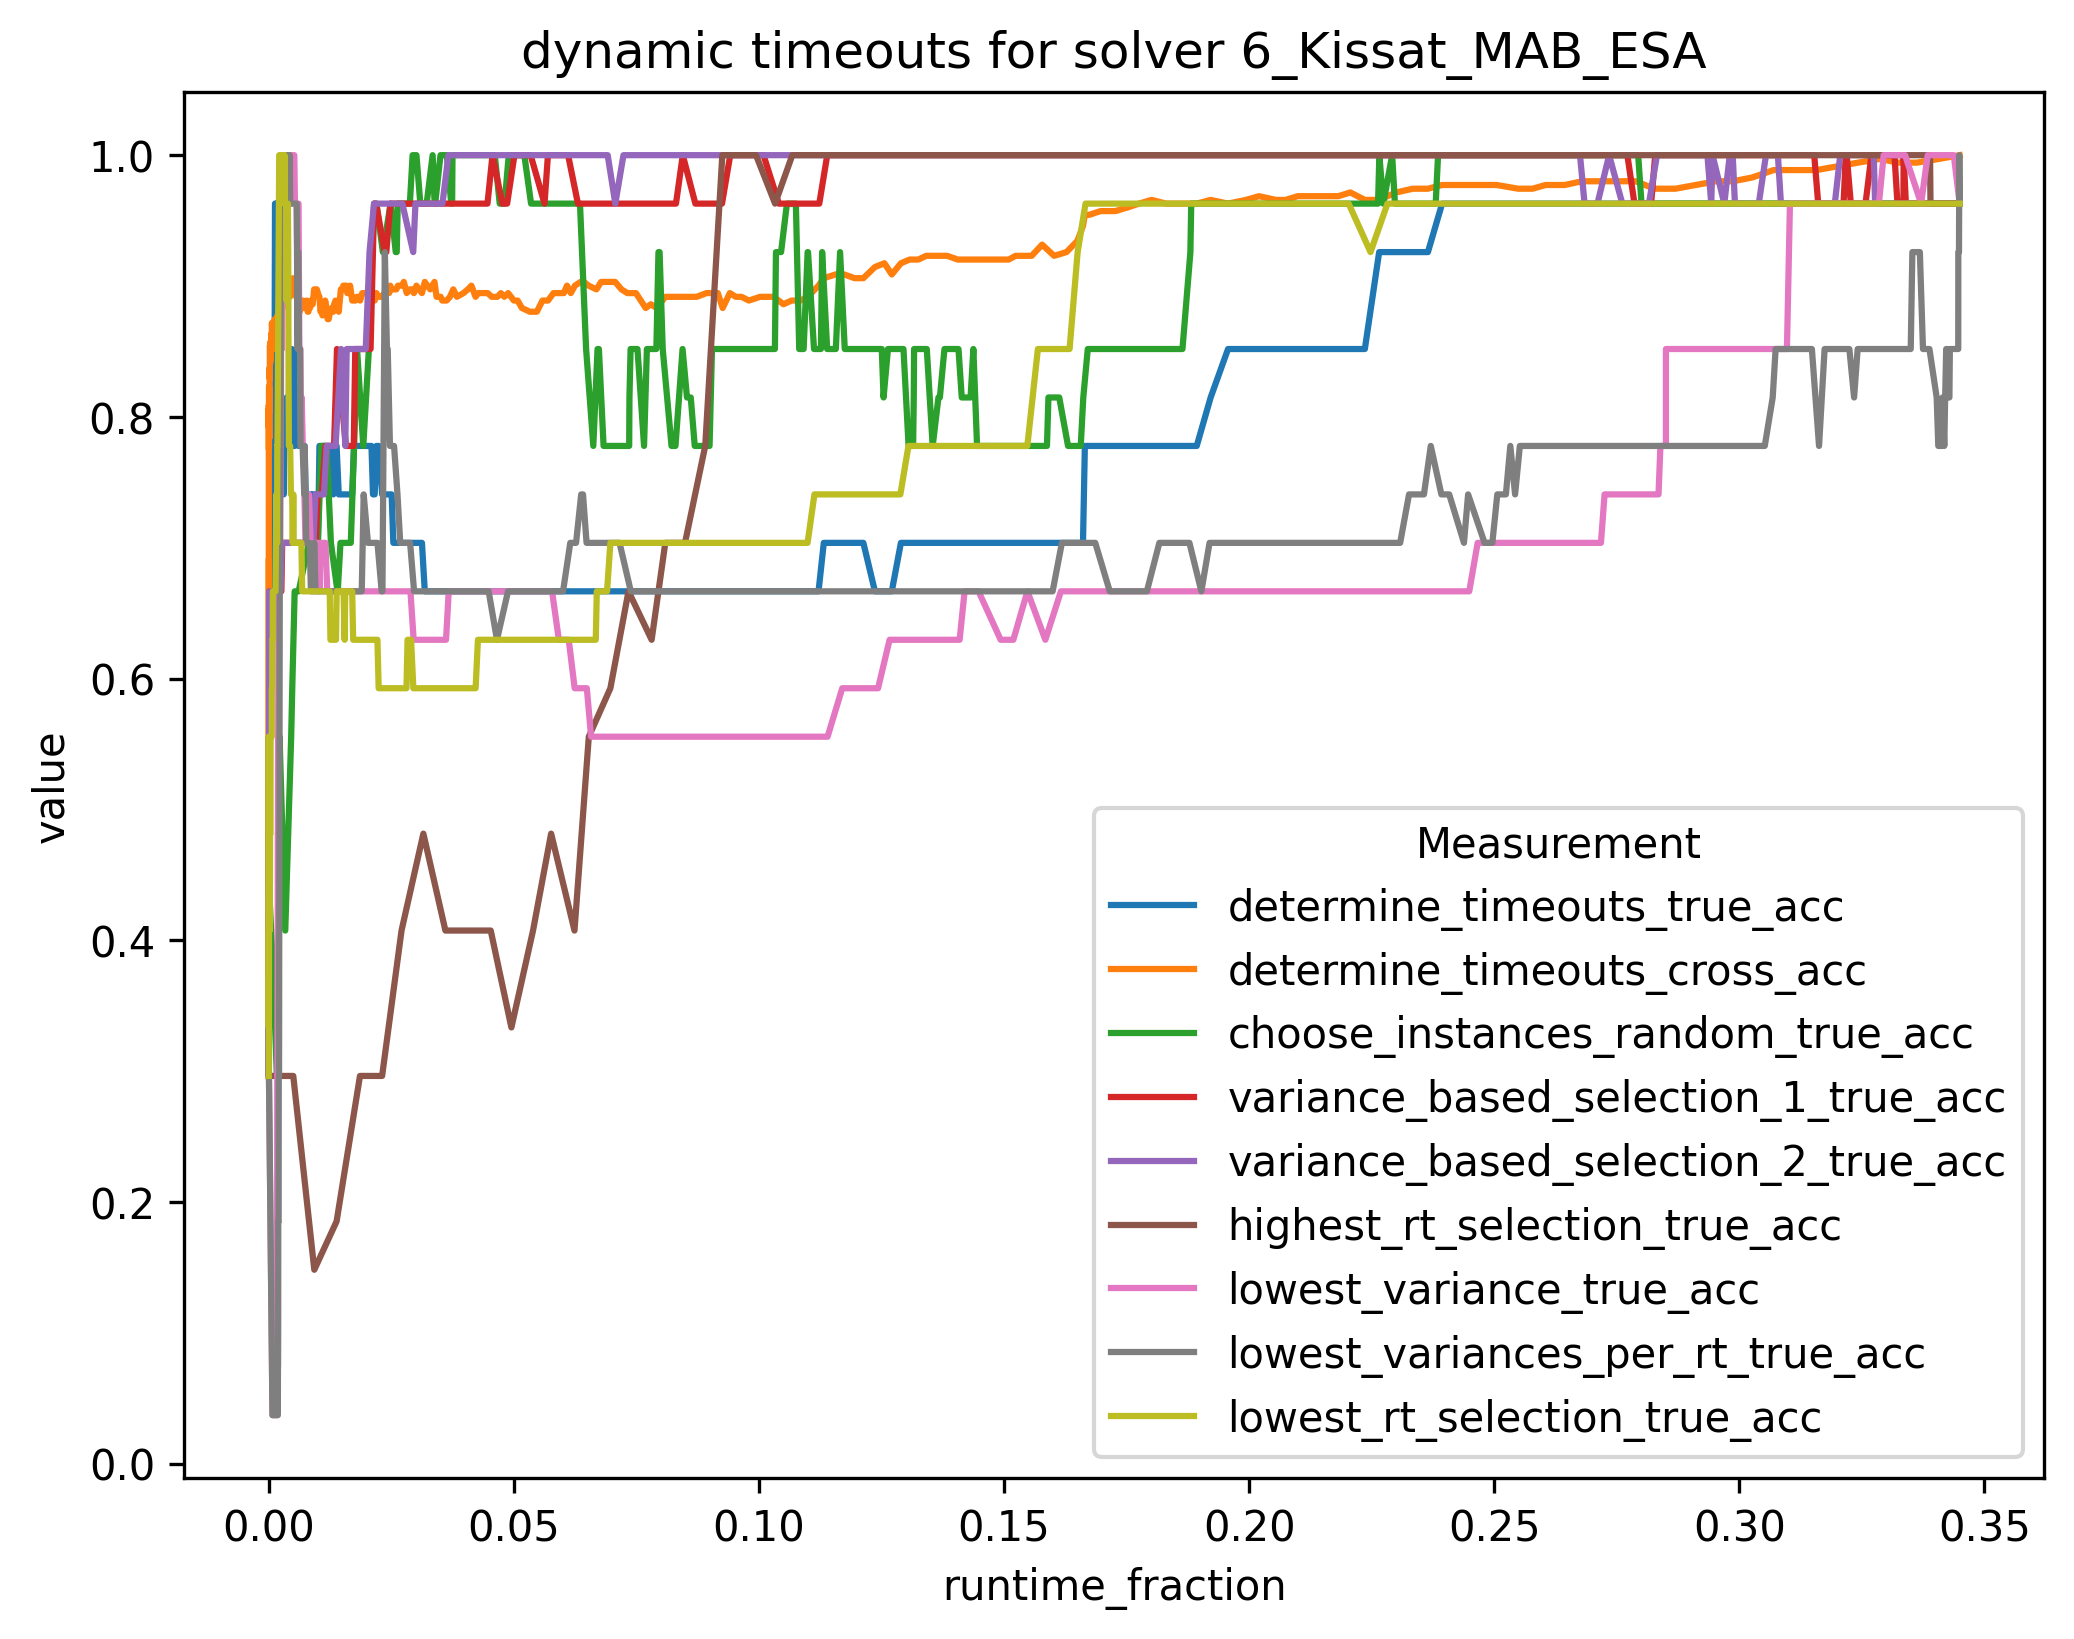 dynamic timeouts for solver 6_Kissat_MAB_ESA
1.0
0.8
0.6
0.4
0.2
0.0
value
0.00 0.05 0.10 0.15 0.20 0.25 0.30 0.35
runtime_fraction
Measurement
determine_timeouts_true_acc
determine_timeouts_cross_acc
choose_instances_random_true_acc
variance_based_selection_1_true_acc
variance_based_selection_2_true_acc
highest_rt_selection_true_acc
lowest_variance_true_acc
lowest_variances_per_rt_true_acc
lowest_rt_selection_true_acc